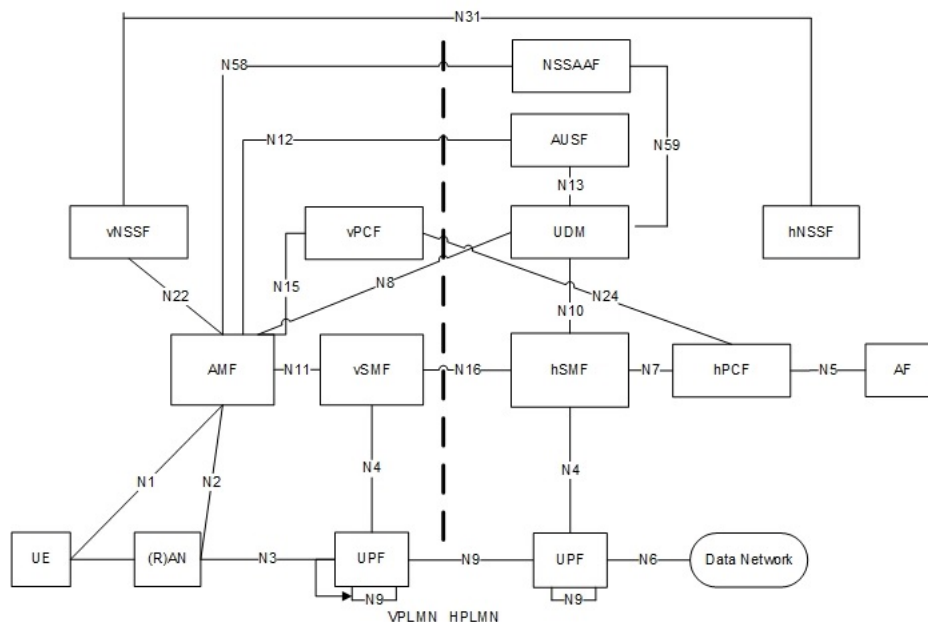 N31
N58
NSSAAF
N12
AUSF
N59
N13
vNSSF
vPCF
UDM
hNSSF
N22
N15
N8
N24
N10
AMF
N11
vSMF
N16
hSMF
N7
hPCF
N5
AF
N1
N2
N4
N4
UE
(R)AN
N3
UPF
N9
UPF
N6
Data Network
N9
N9
VPLMN HPLMN